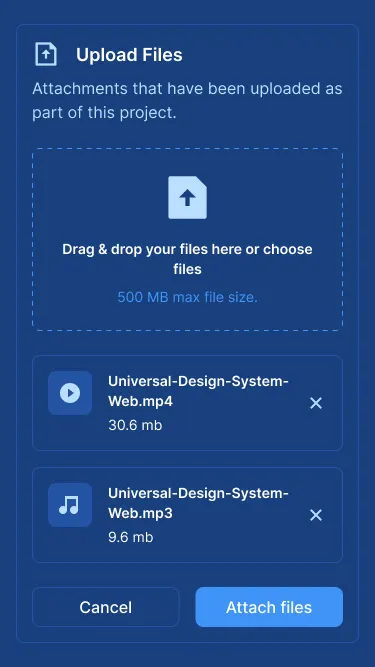 Upload Files
Attachments that have been uploaded as
part of this project.
Drag & drop your files here or choose
files
500 MB max file size.
Universal-Design-System-
Web.mp4
30.6 mb
Universal-Design-System-
Web.mp3
9.6 mb
Cancel
Attach files